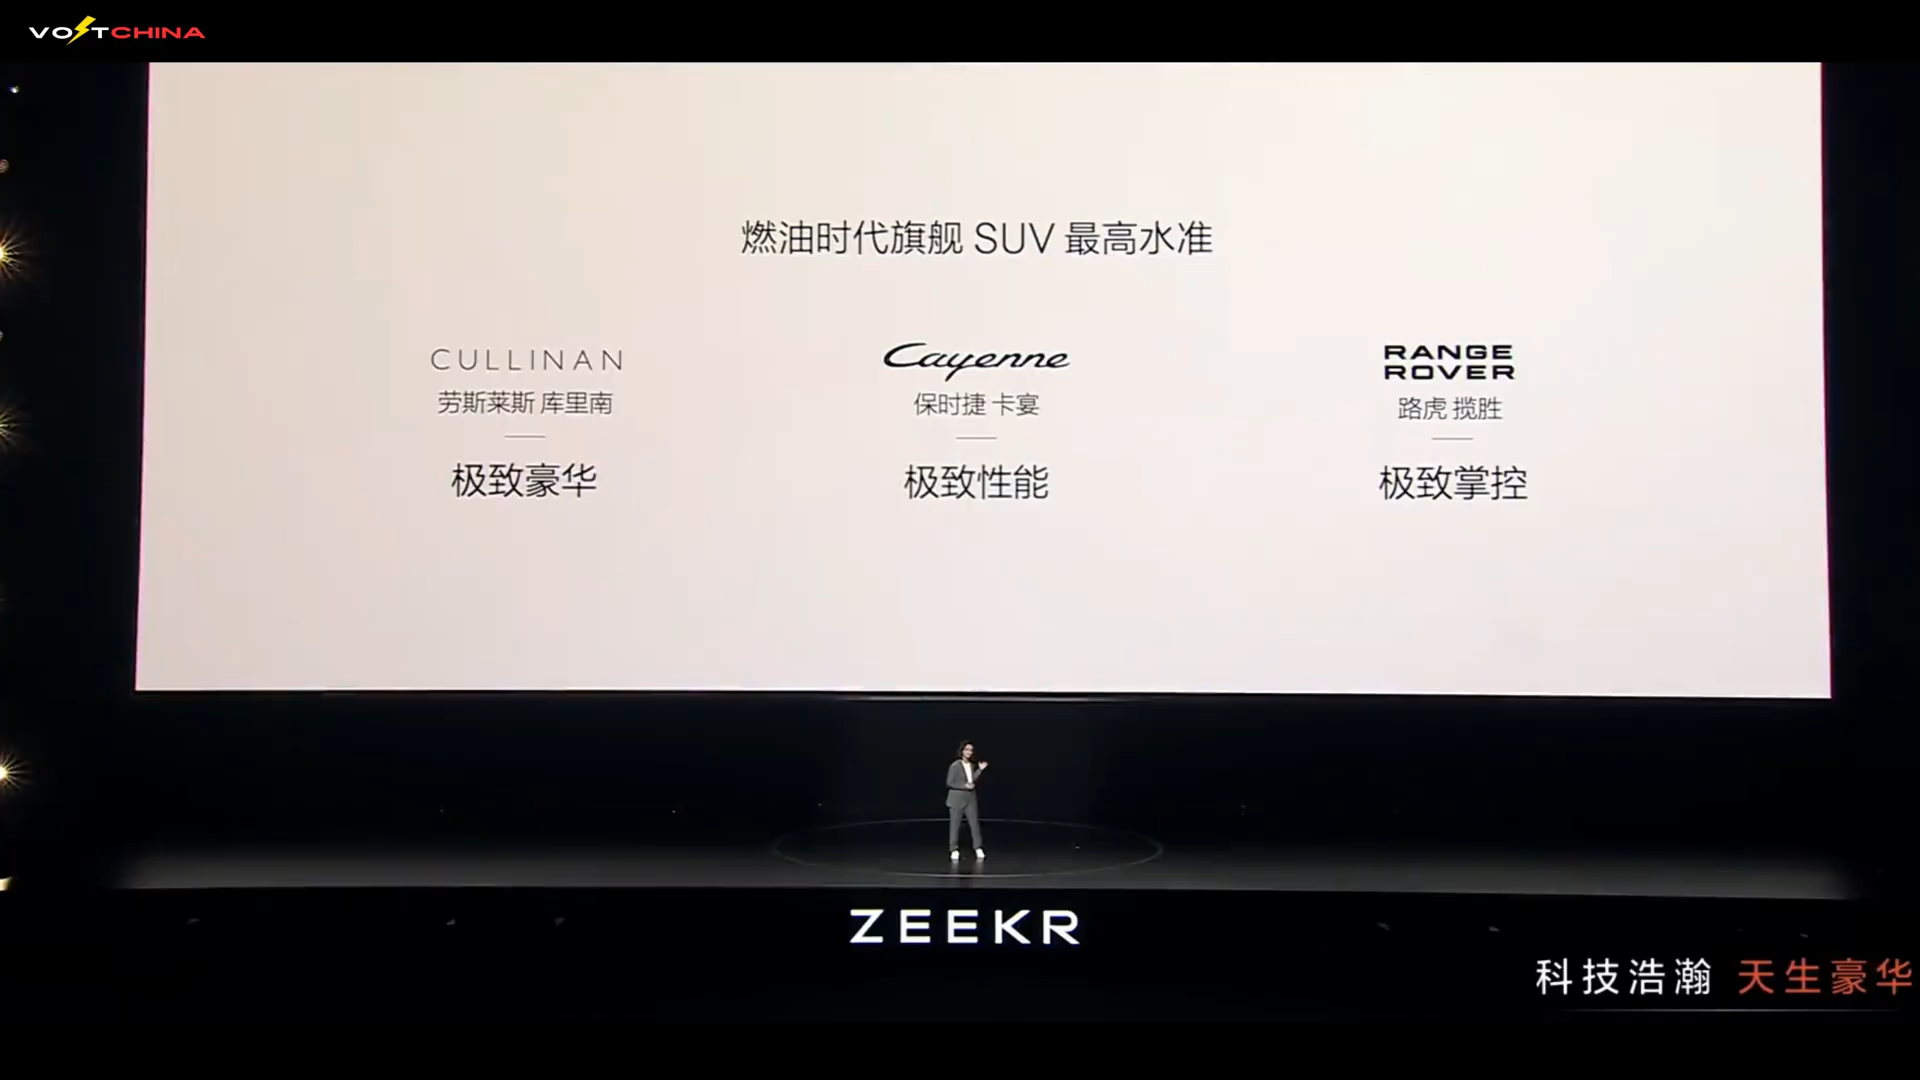 VOLTCHINA
燃油时代旗舰 SUV 最高水准
CULLINAN
劳斯莱斯 库里南
极致豪华
Cayenne
保时捷 卡宴
极致性能
RANGE
ROVER
路虎 揽胜
极致掌控
ZEEKR
科技浩瀚 天生豪华